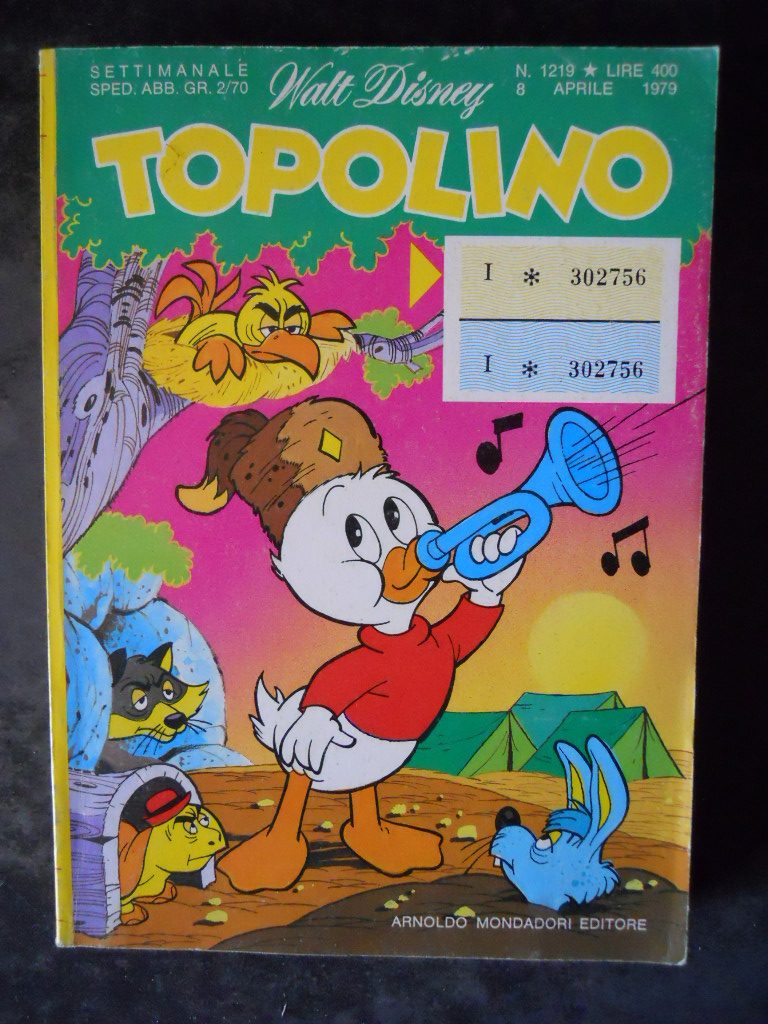 SETTIMANALE
SPED. ABB. GR. 2/70
Walt Disney
N. 1219 ★ LIRE 400
8 APRILE 1979
TOPOLINO
I * 302756
I * 302756
ARNOLDO MONDADORI EDITORE